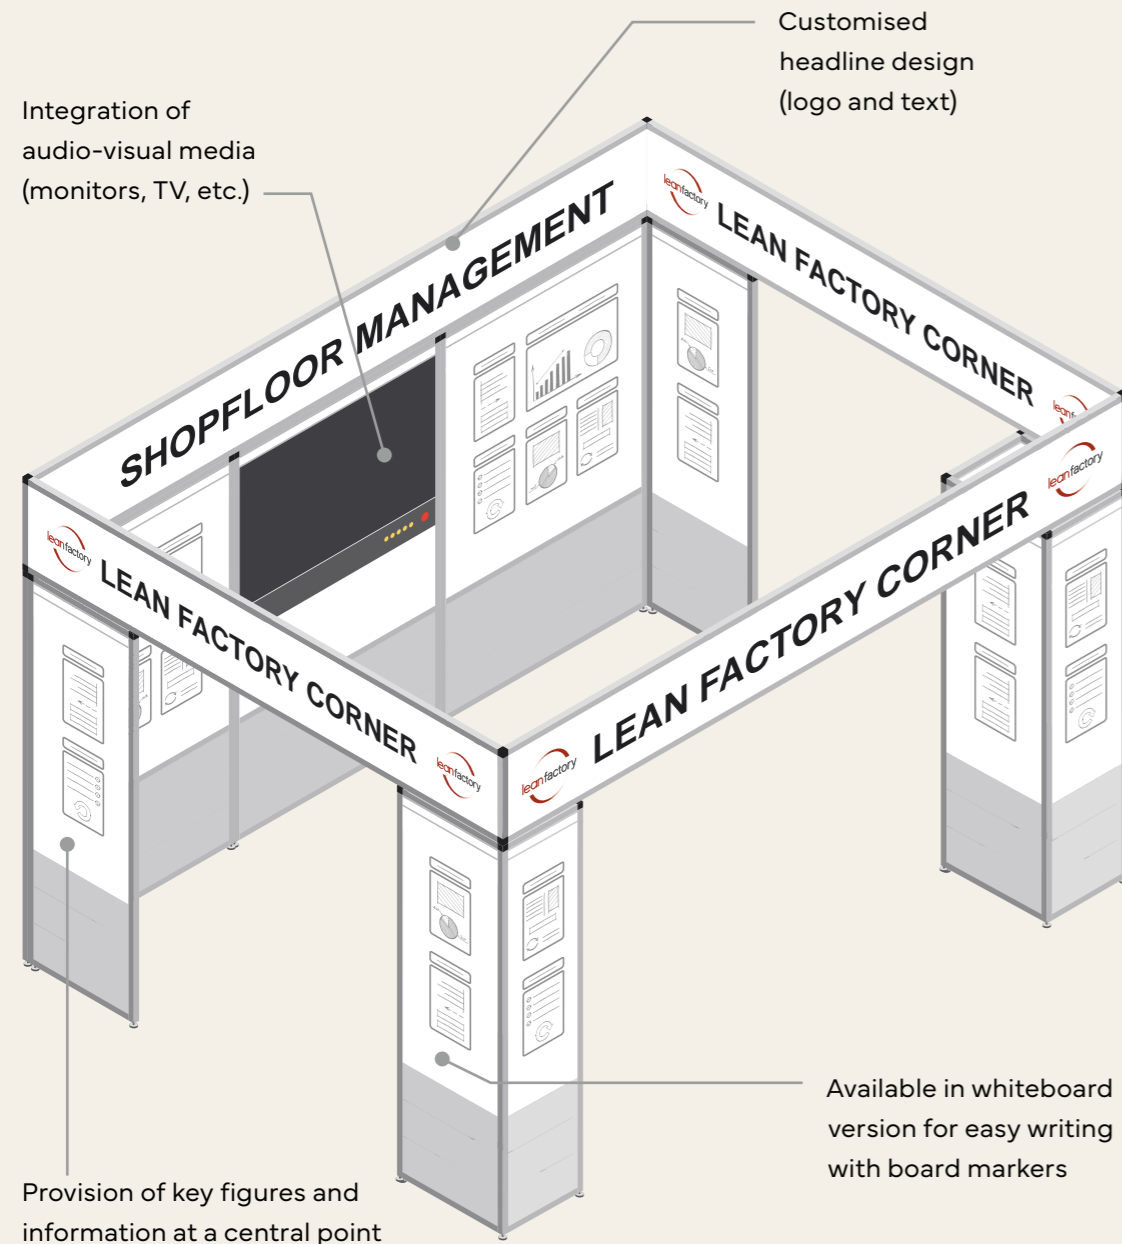 Customised
headline design
(logo and text)
Integration of
audio-visual media
(monitors, TV, etc.)
SHOPFLOOR MANAGEMENT
leanfactory
LEAN FACTORY CORNER
leanfactory
leanfactory
LEAN FACTORY CORNER
leanfactory
leanfactory
LEAN FACTORY CORNER
leanfactory
Available in whiteboard
version for easy writing
with board markers
Provision of key figures and
information at a central point